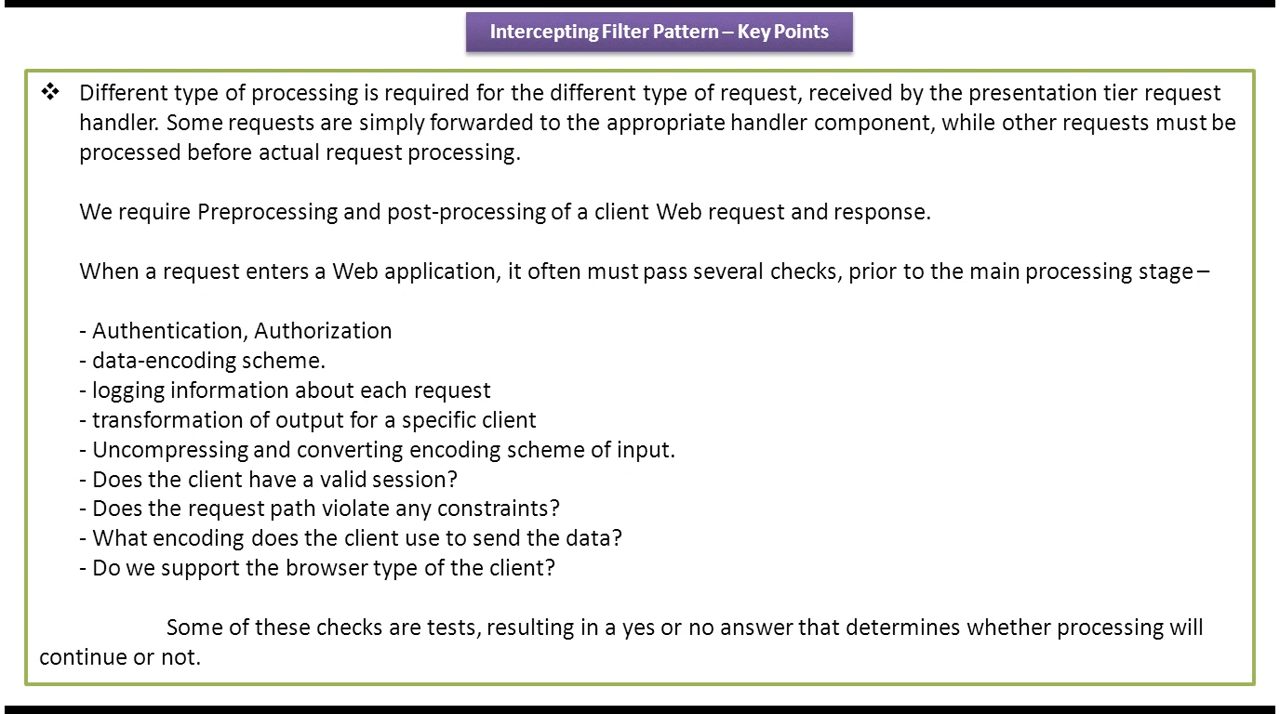 Intercepting Filter Pattern – Key Points
❖ Different type of processing is required for the different type of request, received by the presentation tier request
handler. Some requests are simply forwarded to the appropriate handler component, while other requests must be
processed before actual request processing.
We require Preprocessing and post-processing of a client Web request and response.
When a request enters a Web application, it often must pass several checks, prior to the main processing stage –
- Authentication, Authorization
- data-encoding scheme.
- logging information about each request
- transformation of output for a specific client
- Uncompressing and converting encoding scheme of input.
- Does the client have a valid session?
- Does the request path violate any constraints?
- What encoding does the client use to send the data?
- Do we support the browser type of the client?
Some of these checks are tests, resulting in a yes or no answer that determines whether processing will
continue or not.